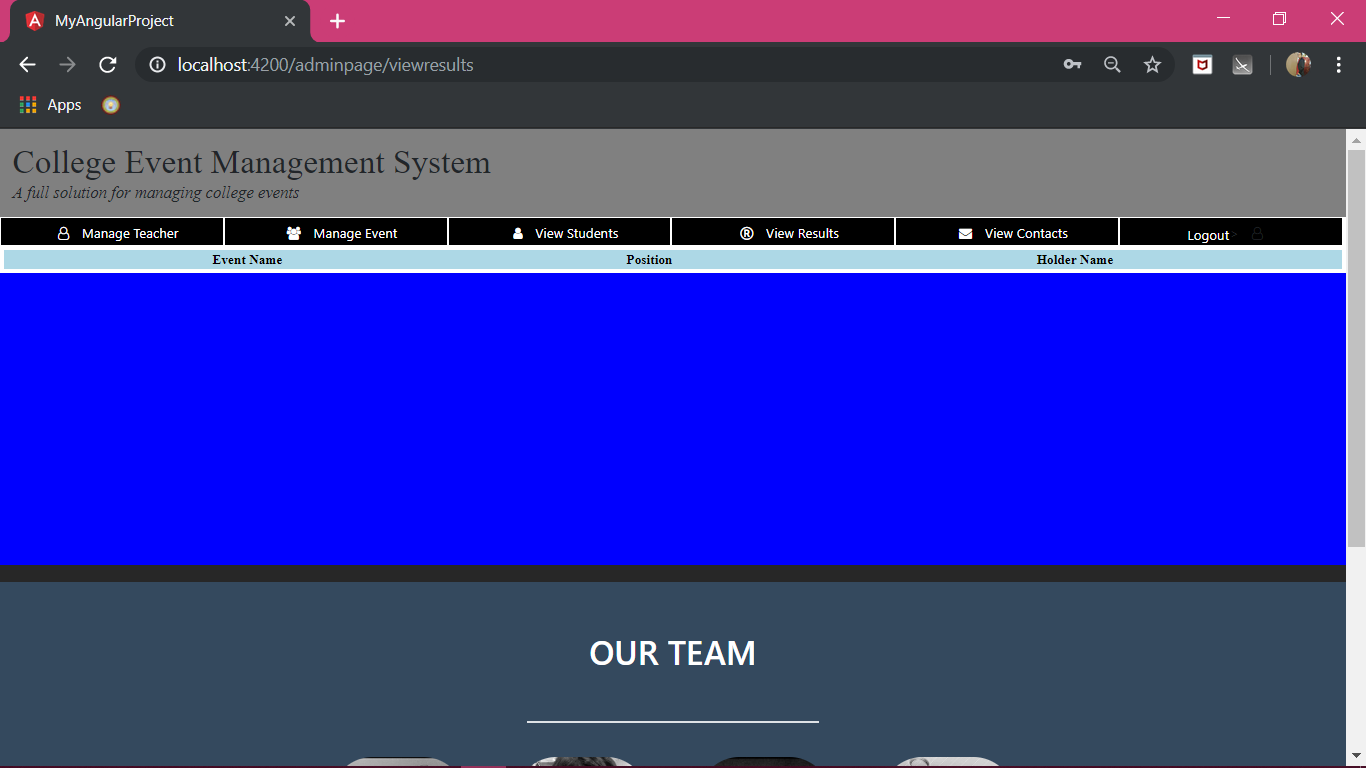 MyAngularProject
localhost:4200/adminpage/viewresults
Apps
College Event Management System
A full solution for managing college events
Manage Teacher Manage Event View Students ® View Results View Contacts Logout >
Event Name Position Holder Name
OUR TEAM